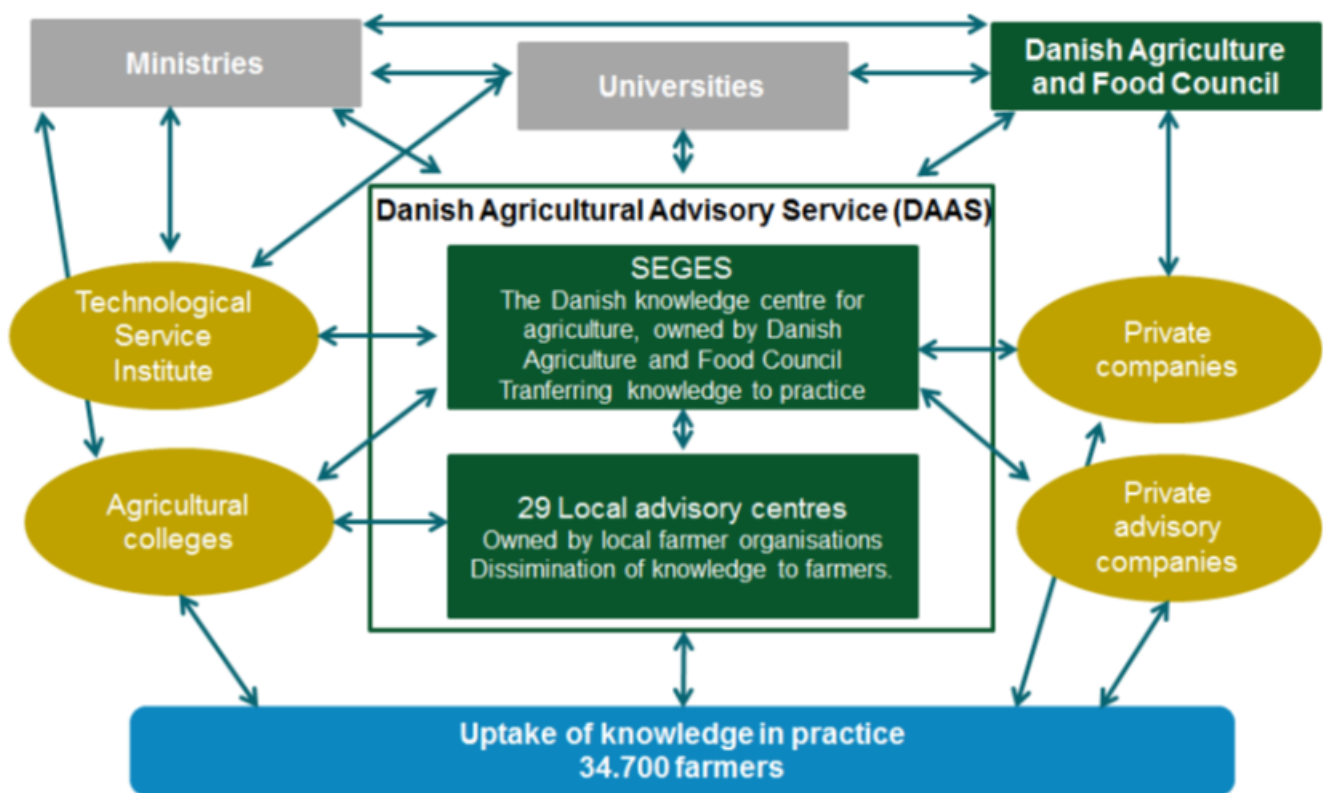 Ministries
Universities
Danish Agriculture
and Food Council
Danish Agricultural Advisory Service (DAAS)
SEGES
The Danish knowledge centre for
agriculture, owned by Danish
Agriculture and Food Council
Tranferring knowledge to practice
Technological
Service
Institute
Private
companies
Agricultural
colleges
29 Local advisory centres
Owned by local farmer organisations
Dissimination of knowledge to farmers.
Private
advisory
companies
Uptake of knowledge in practice
34.700 farmers